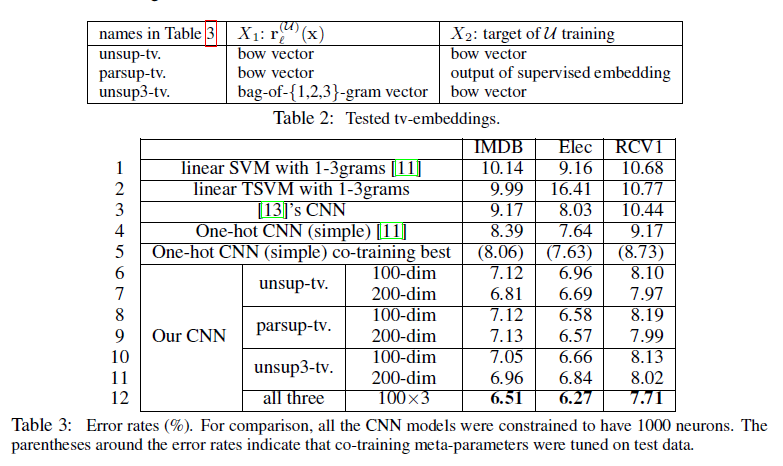 names in Table 3 X₁: r_ℓ^(𝒰)(x) X₂: target of 𝒰 training
unsup-tv. bow vector bow vector
parsup-tv. bow vector output of supervised embedding
unsup3-tv. bag-of-{1,2,3}-gram vector bow vector
Table 2: Tested tv-embeddings.
IMDB Elec RCV1
1 linear SVM with 1-3grams [11] 10.14 9.16 10.68
2 linear TSVM with 1-3grams 9.99 16.41 10.77
3 [13]'s CNN 9.17 8.03 10.44
4 One-hot CNN (simple) [11] 8.39 7.64 9.17
5 One-hot CNN (simple) co-training best (8.06) (7.63) (8.73)
6 Our CNN unsup-tv. 100-dim 7.12 6.96 8.10
7 200-dim 6.81 6.69 7.97
8 parsup-tv. 100-dim 7.12 6.58 8.19
9 200-dim 7.13 6.57 7.99
10 unsup3-tv. 100-dim 7.05 6.66 8.13
11 200-dim 6.96 6.84 8.02
12 all three 100×3 6.51 6.27 7.71
Table 3: Error rates (%). For comparison, all the CNN models were constrained to have 1000 neurons. The
parentheses around the error rates indicate that co-training meta-parameters were tuned on test data.